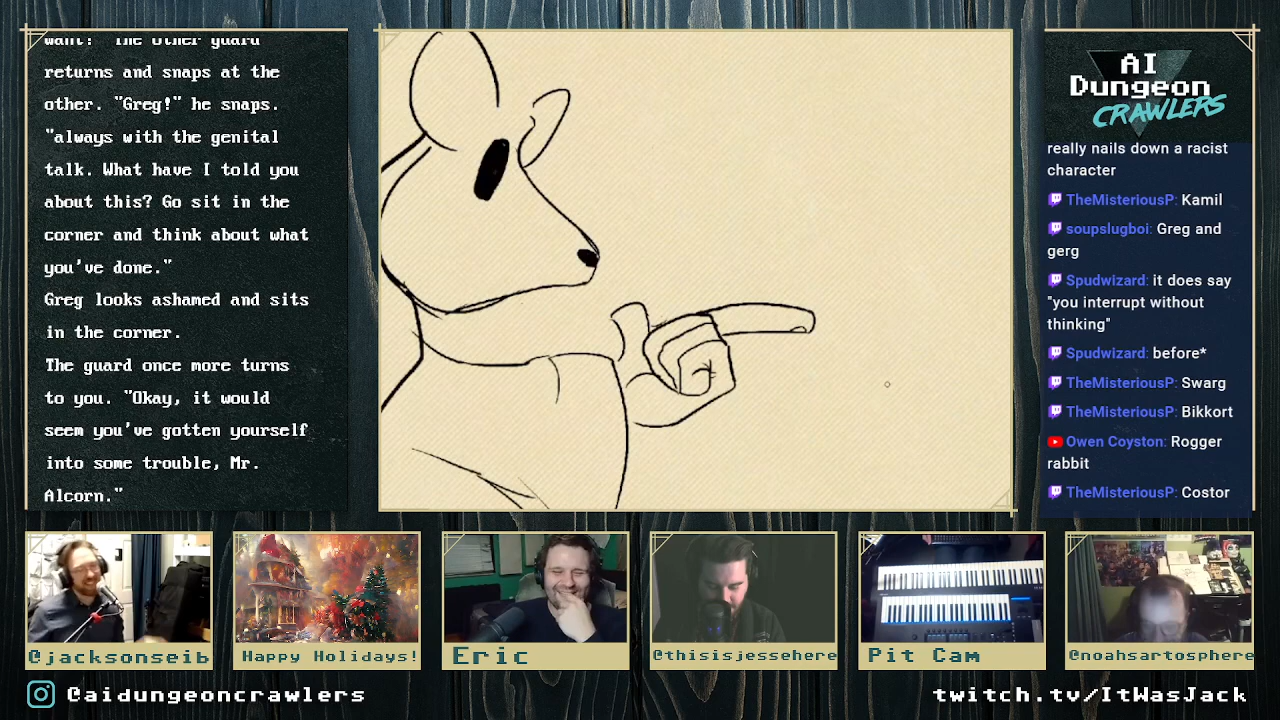 want? "The other guard
returns and snaps at the
other. "Greg!" he snaps.
"always with the genital
talk. What have I told you
about this? Go sit in the
corner and think about what
you've done."
Greg looks ashamed and sits
in the corner.
The guard once more turns
to you. "Okay, it would
seem you've gotten yourself
into some trouble, Mr.
Alcorn."
AI
Dungeon
CRAWLERS
really nails down a racist
character
TheMisteriousP: Kamil
soupslugboi: Greg and
gerg
Spudwizard: it does say
"you interrupt without
thinking"
Spudwizard: before*
TheMisteriousP: Swarg
TheMisteriousP: Bikkort
Owen Coyston: Rogger
rabbit
TheMisteriousP: Costor
@jacksonseib
Happy Holidays!
Eric
@thisisjessehere
Pit Cam
@noahsartosphere
@aidungeoncrawlers
twitch.tv/ItWasJack